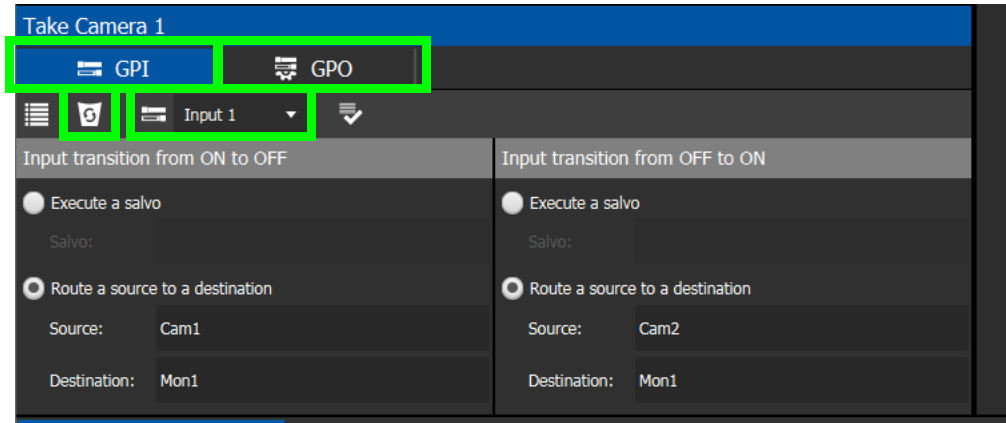 Take Camera 1
GPI GPO
Input 1
Input transition from ON to OFF Input transition from OFF to ON
Execute a salvo Execute a salvo
Salvo: Salvo:
Route a source to a destination Route a source to a destination
Source: Cam1 Source: Cam2
Destination: Mon1 Destination: Mon1